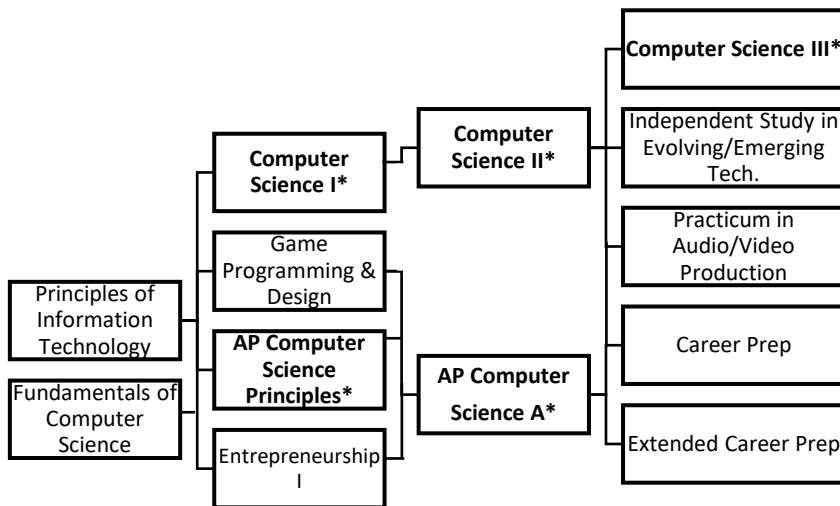 Principles of
Information
Technology
Fundamentals of
Computer
Science
Computer
Science I*
Game
Programming &
Design
AP Computer
Science
Principles*
Entrepreneurship
I
Computer
Science II*
AP Computer
Science A*
Computer Science III*
Independent Study in
Evolving/Emerging
Tech.
Practicum in
Audio/Video
Production
Career Prep
Extended Career Prep